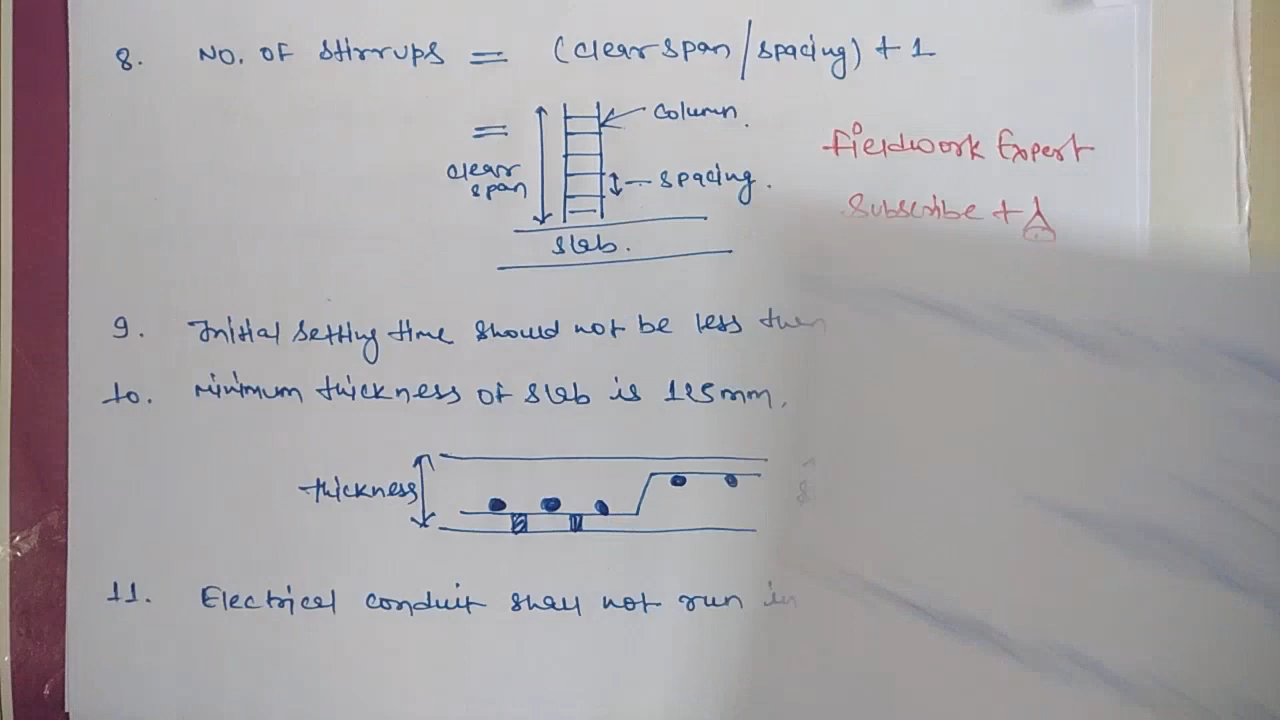 8. NO. OF Stirrups = (clear span / spacing) + 1
= clear span
column.
spacing.
slab.
Fieldwork Expert
Subscribe +
9. Initial setting time should not be less then
10. Minimum thickness of slab is 125mm.
thickness
11. Electrical conduit shall not run in